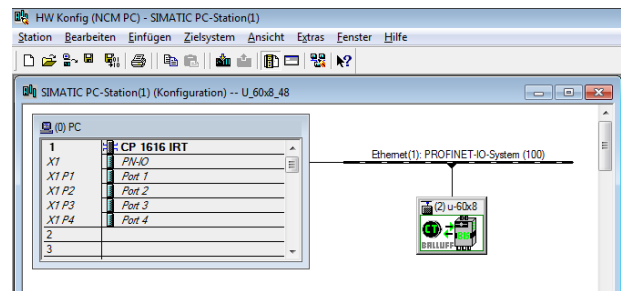 HW Konfig (NCM PC) - SIMATIC PC-Station(1)
Station Bearbeiten Einfügen Zielsystem Ansicht Extras Fenster Hilfe
SIMATIC PC-Station(1) (Konfiguration) -- U_60x8_48
(0) PC
1 CP 1616 IRT
X1 PN-IO
X1 P1 Port 1
X1 P2 Port 2
X1 P3 Port 3
X1 P4 Port 4
2
3
Ethernet(1): PROFINET-IO-System (100)
(2) u-60x8
BALLUFF